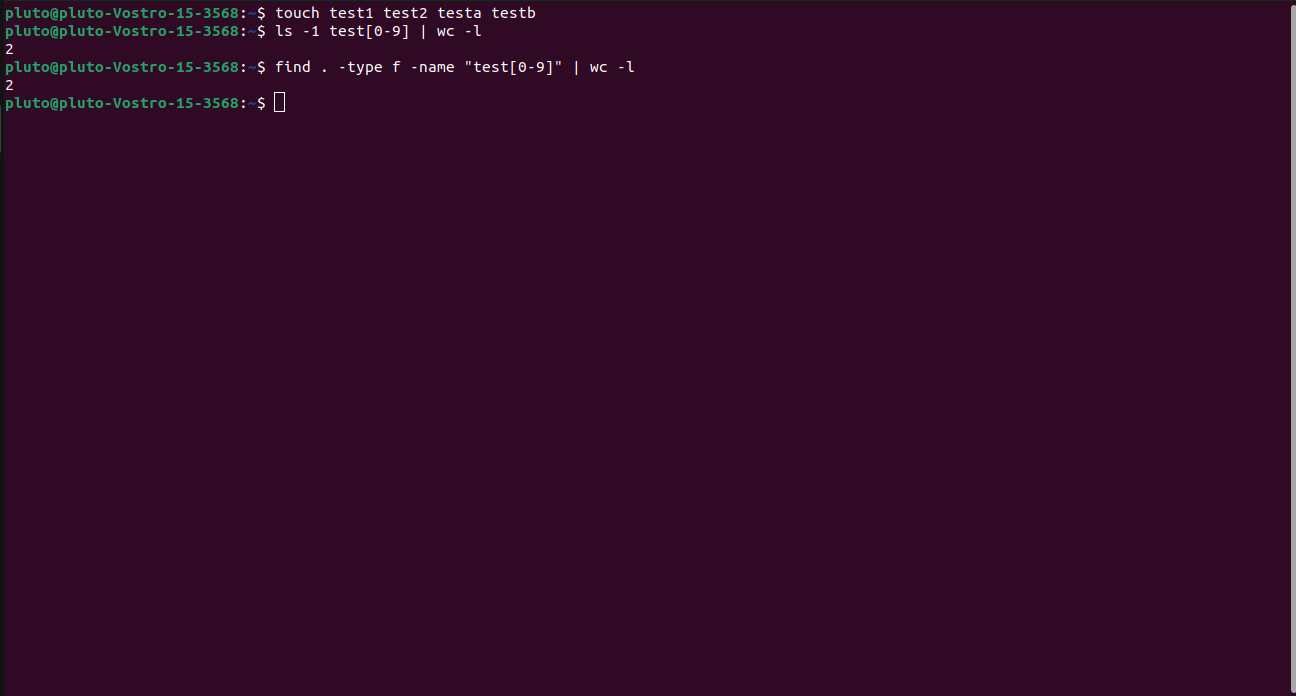 pluto@pluto-Vostro-15-3568:~$ touch test1 test2 testa testb
pluto@pluto-Vostro-15-3568:~$ ls -1 test[0-9] | wc -l
2
pluto@pluto-Vostro-15-3568:~$ find . -type f -name "test[0-9]" | wc -l
2
pluto@pluto-Vostro-15-3568:~$